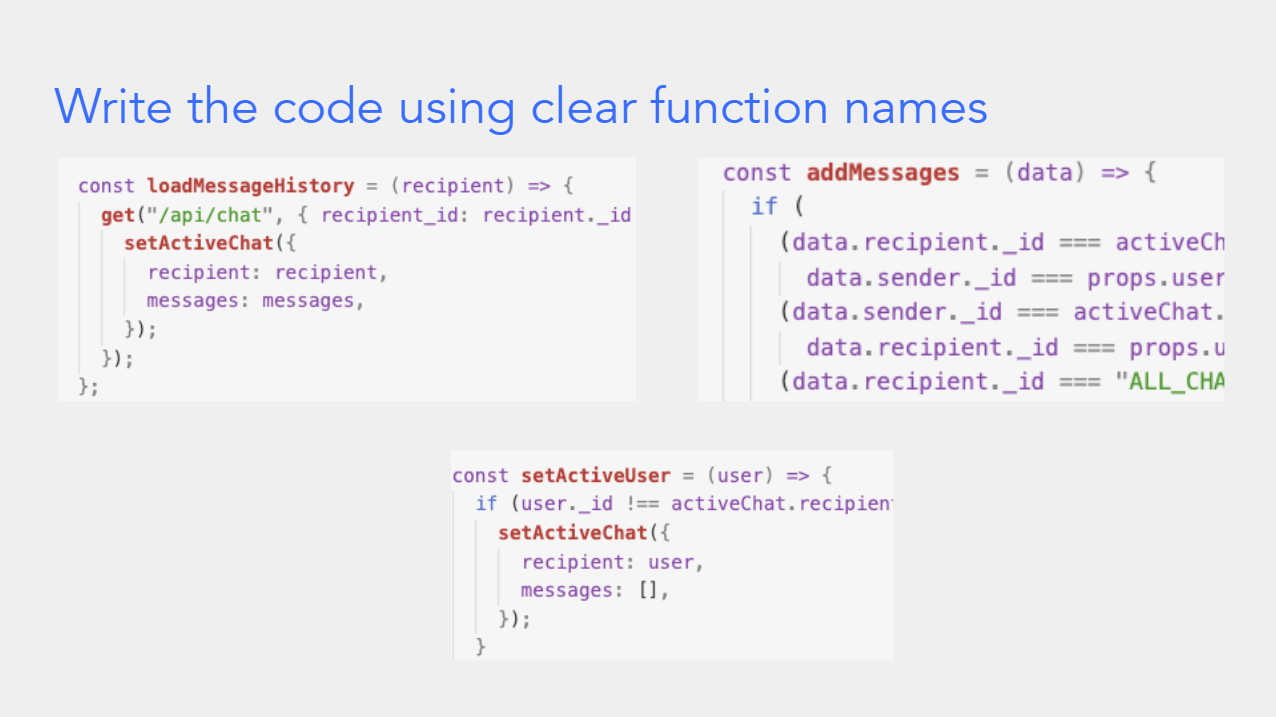 Write the code using clear function names
const loadMessageHistory = (recipient) => {
get("/api/chat", { recipient_id: recipient._id
setActiveChat({
recipient: recipient,
messages: messages,
});
});
};
const addMessages = (data) => {
if (
(data.recipient._id === activeCh
data.sender._id === props.user
(data.sender._id === activeChat.
data.recipient._id === props.u
(data.recipient._id === "ALL_CHA
const setActiveUser = (user) => {
if (user._id !== activeChat.recipient
setActiveChat({
recipient: user,
messages: [],
});
}